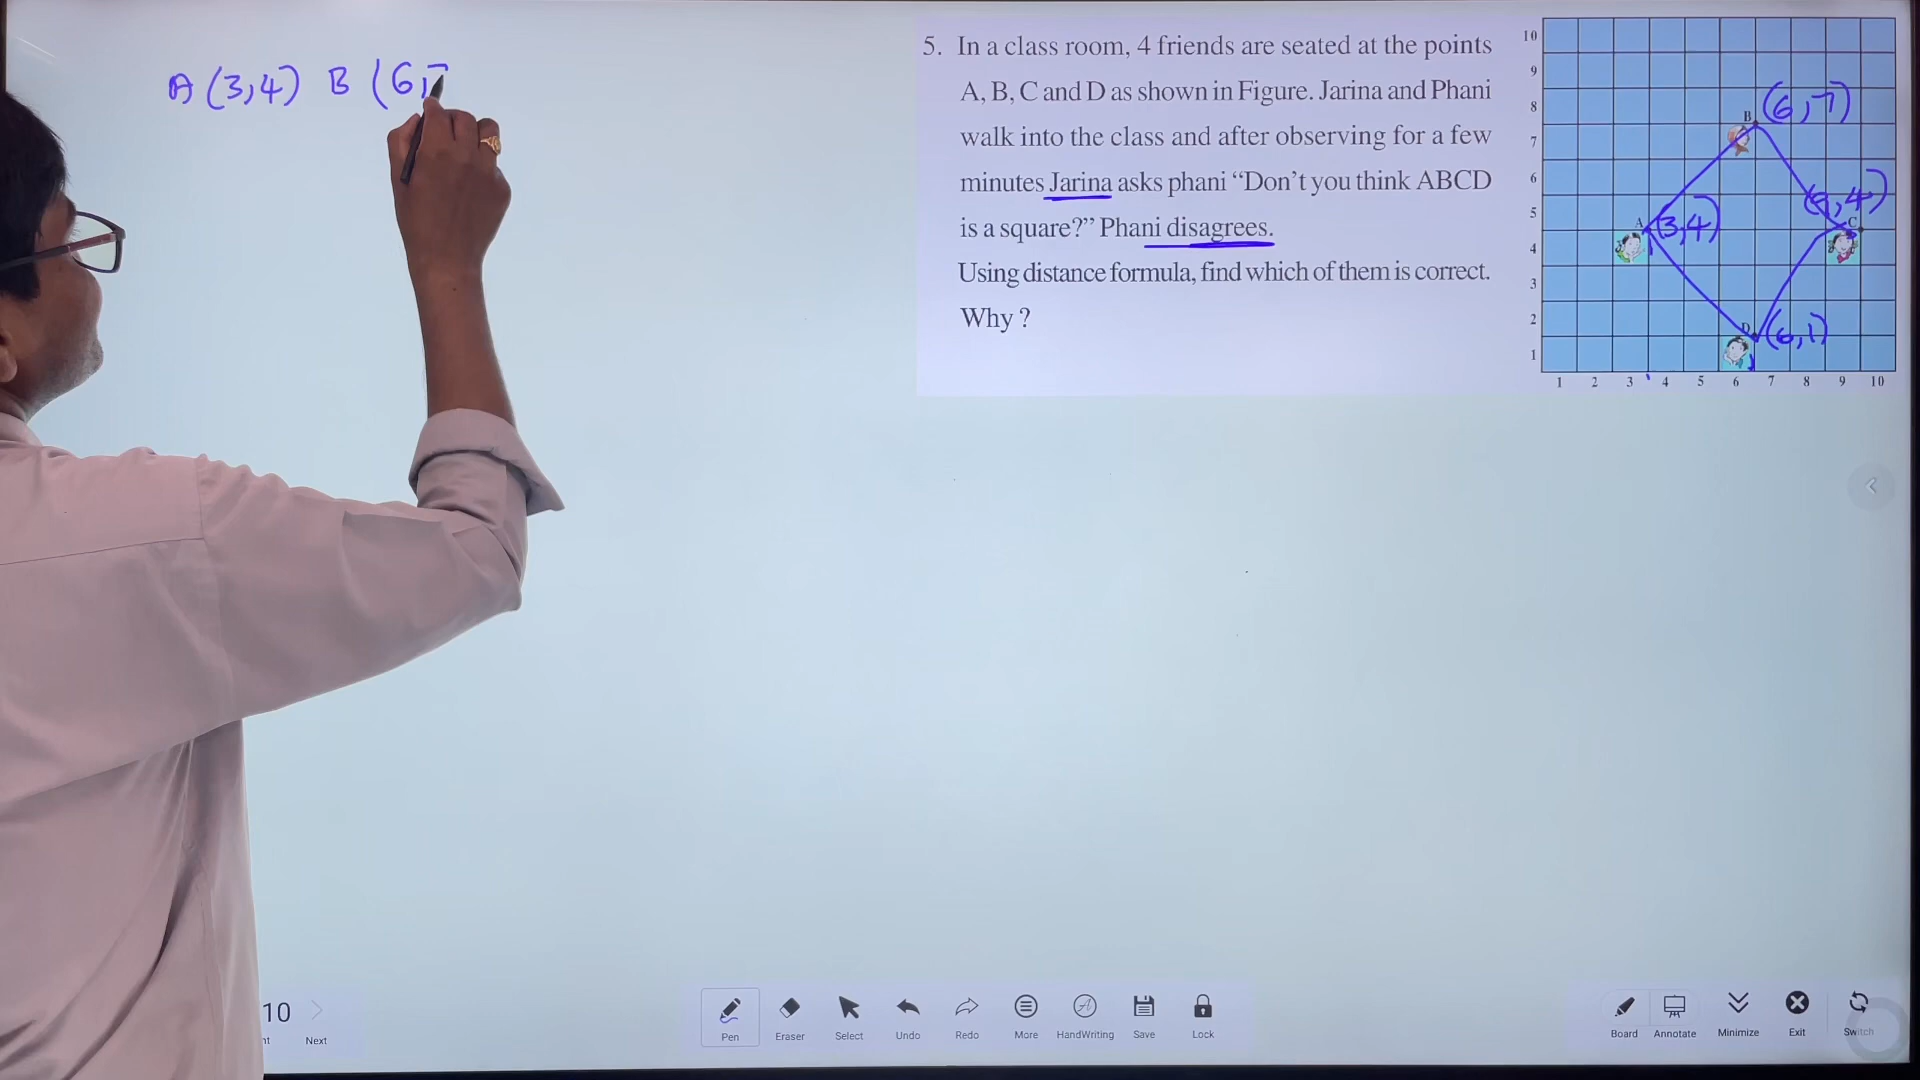 A (3,4) B (6,7
5. In a class room, 4 friends are seated at the points
A, B, C and D as shown in Figure. Jarina and Phani
walk into the class and after observing for a few
minutes Jarina asks phani “Don’t you think ABCD
is a square?” Phani disagrees.
Using distance formula, find which of them is correct.
Why ?
10
9
8
7
6
5
4
3
2
1
B (6,7)
A (3,4)
(9,4)
C
D (6,1)
1 2 3 4 5 6 7 8 9 10
10
Next
Pen Eraser Select Undo Redo More HandWriting Save Lock
Board Annotate Minimize Exit Switch